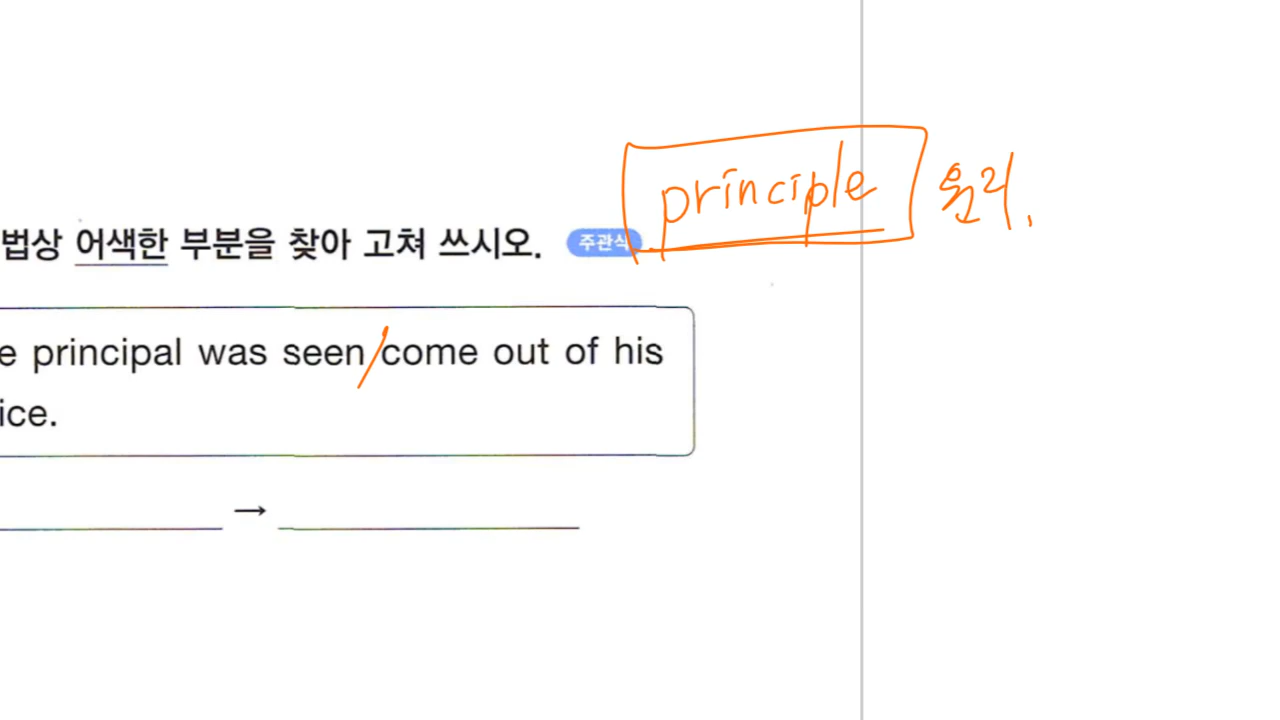 principle 원리.
법상 어색한 부분을 찾아 고쳐 쓰시오. 주관식
e principal was seen/come out of his
ice.
→